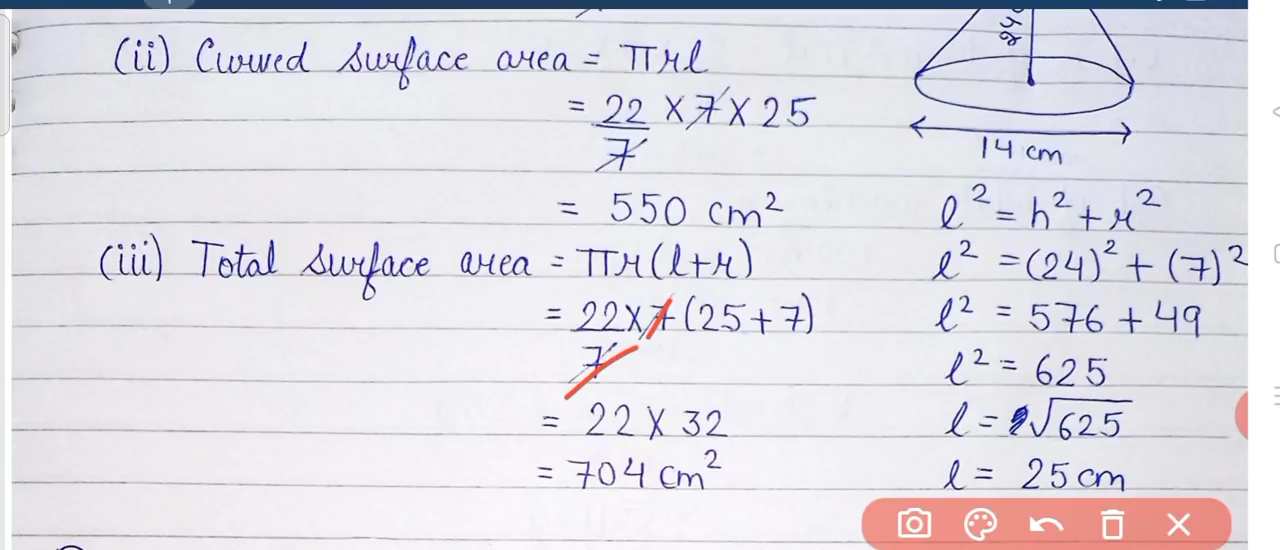 (ii) Curved surface area = πrl
= 22/7 × 7 × 25
= 550 cm²
(iii) Total surface area = πr(l+r)
= 22/7 × 7 (25+7)
= 22 × 32
= 704 cm²
24
14 cm
l² = h² + r²
l² = (24)² + (7)²
l² = 576 + 49
l² = 625
l = √625
l = 25 cm